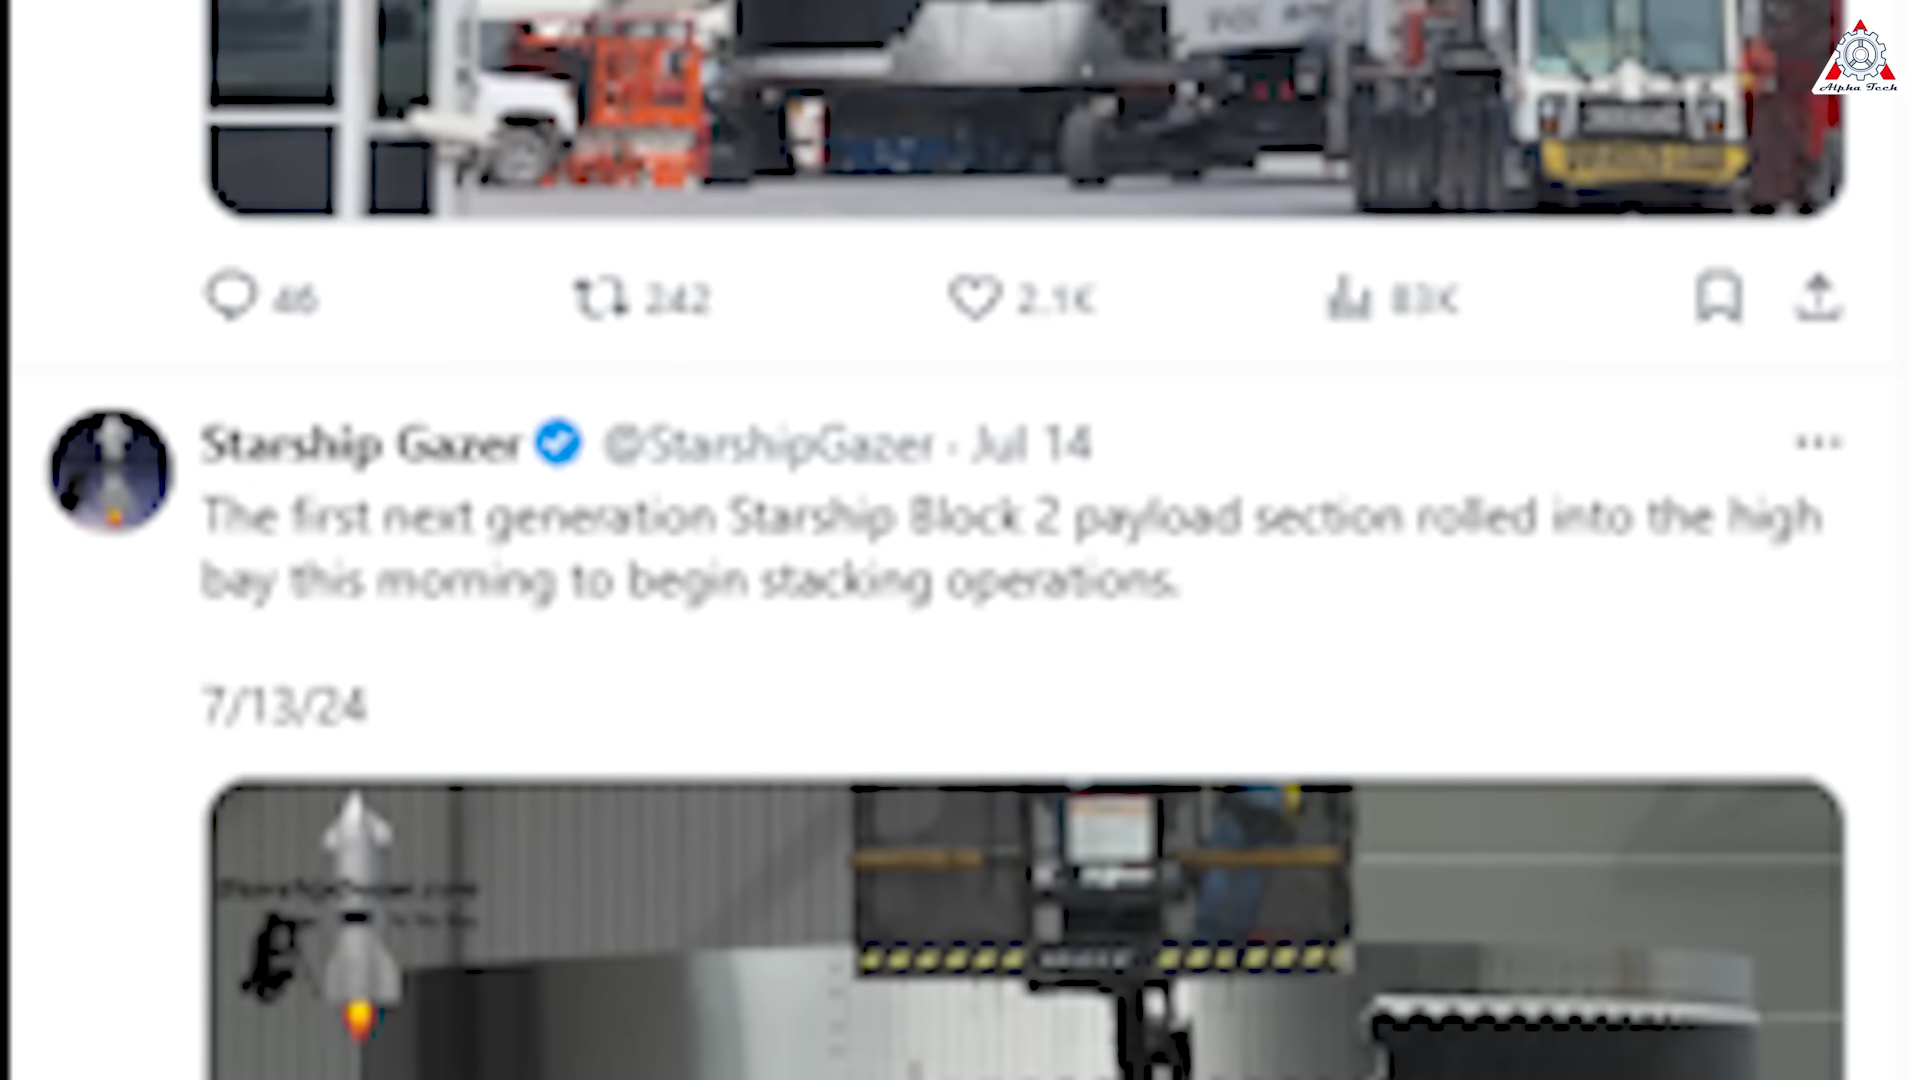 Alpha Tech
46 242 2.1K 83K
Starship Gazer @StarshipGazer · Jul 14
The first next generation Starship Block 2 payload section rolled into the high
bay this morning to begin stacking operations.
7/13/24